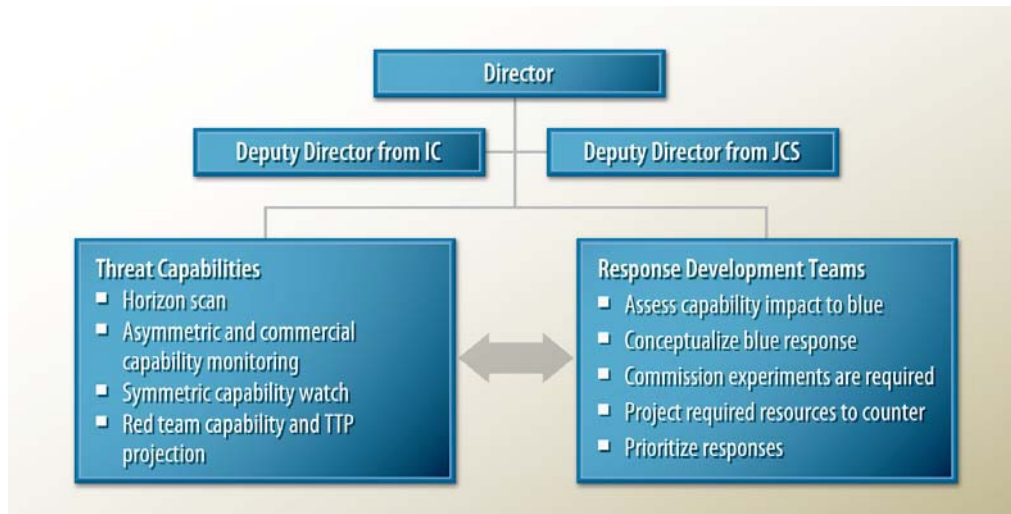 Director
Deputy Director from IC
Deputy Director from JCS
Threat Capabilities
Horizon scan
Asymmetric and commercial
capability monitoring
Symmetric capability watch
Red team capability and TTP
projection
Response Development Teams
Assess capability impact to blue
Conceptualize blue response
Commission experiments are required
Project required resources to counter
Prioritize responses